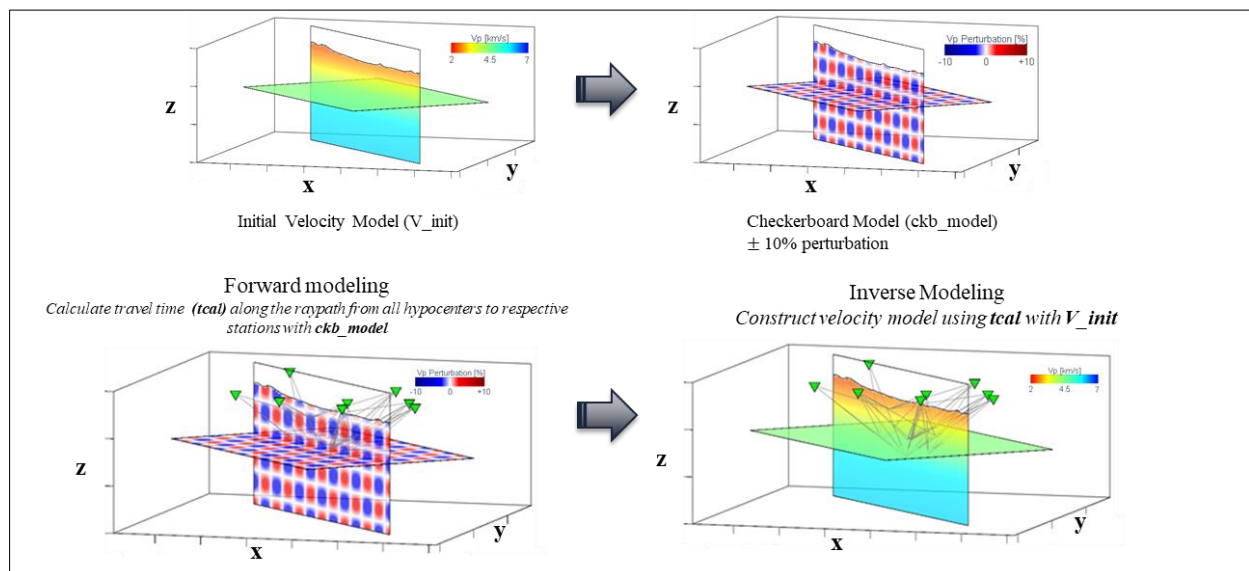 Vp [km/s]
2 4.5 7
z
x
y
Initial Velocity Model (V_init)
Vp Perturbation [%]
-10 0 +10
z
x
y
Checkerboard Model (ckb_model)
± 10% perturbation
Forward modeling
Calculate travel time (tcal) along the raypath from all hypocenters to respective
stations with ckb_model
Vp Perturbation [%]
-10 0 +10
z
x
y
Inverse Modeling
Construct velocity model using tcal with V_init
Vp [km/s]
2 4.5 7
z
x
y